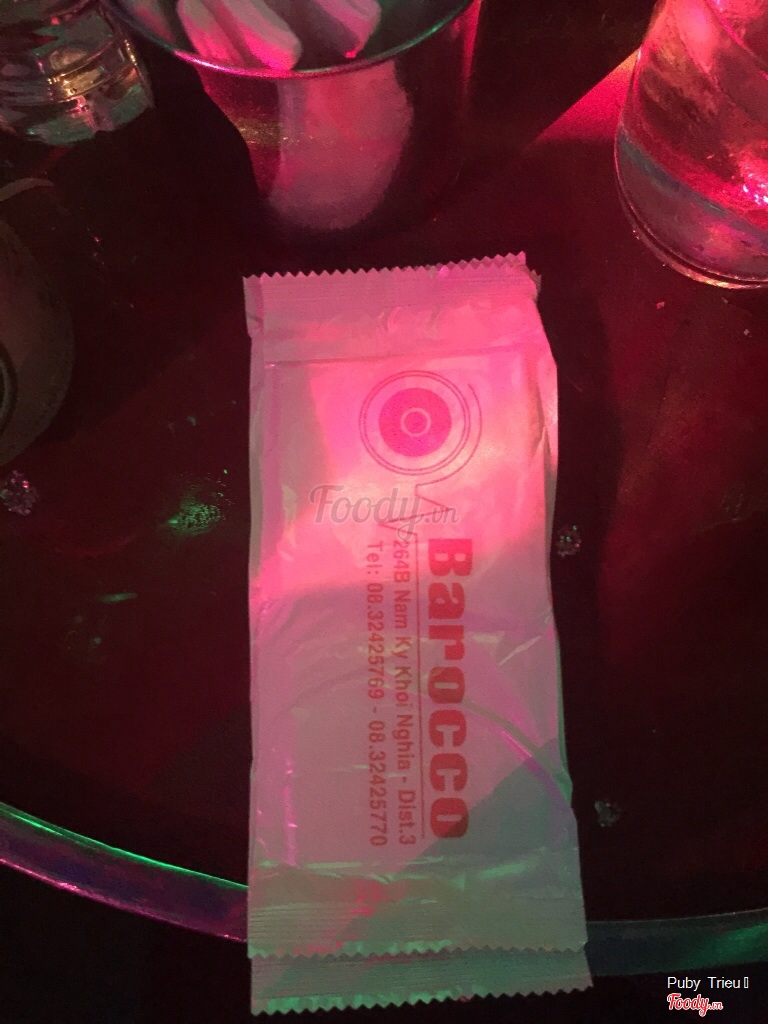 Barocco
264B Nam Ky Khoi Nghia - Dist.3
Tel: 08.32425769 - 08.32425770
Foody.vn
Puby Trieu
Foody.vn